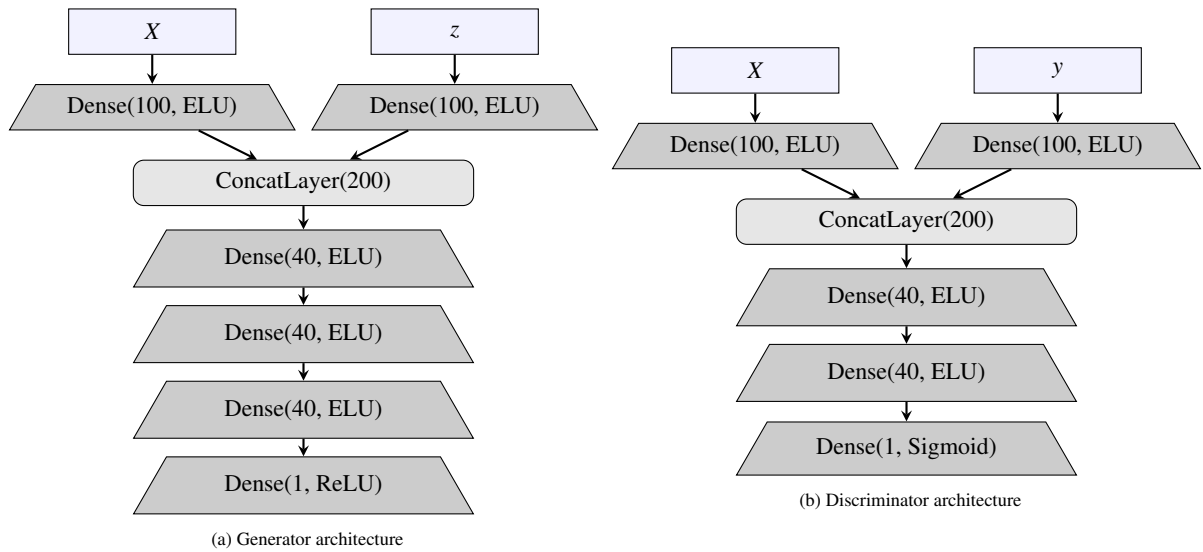 X
z
Dense(100, ELU)
Dense(100, ELU)
ConcatLayer(200)
Dense(40, ELU)
Dense(40, ELU)
Dense(40, ELU)
Dense(1, ReLU)
(a) Generator architecture
X
y
Dense(100, ELU)
Dense(100, ELU)
ConcatLayer(200)
Dense(40, ELU)
Dense(40, ELU)
Dense(1, Sigmoid)
(b) Discriminator architecture